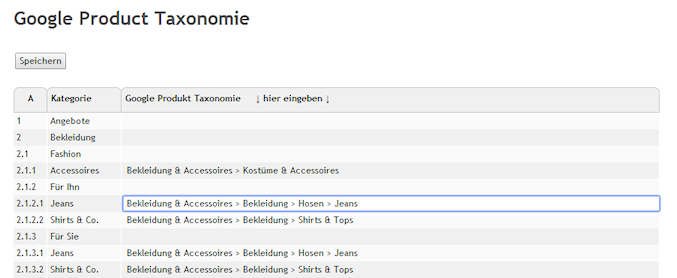 Google Product Taxonomie
Speichern
A Kategorie Google Produkt Taxonomie ↓ hier eingeben ↓
1 Angebote
2 Bekleidung
2.1 Fashion
2.1.1 Accessoires Bekleidung & Accessoires > Kostüme & Accessoires
2.1.2 Für Ihn
2.1.2.1 Jeans Bekleidung & Accessoires > Bekleidung > Hosen > Jeans
2.1.2.2 Shirts & Co. Bekleidung & Accessoires > Bekleidung > Shirts & Tops
2.1.3 Für Sie
2.1.3.1 Jeans Bekleidung & Accessoires > Bekleidung > Hosen > Jeans
2.1.3.2 Shirts & Co. Bekleidung & Accessoires > Bekleidung > Shirts & Tops